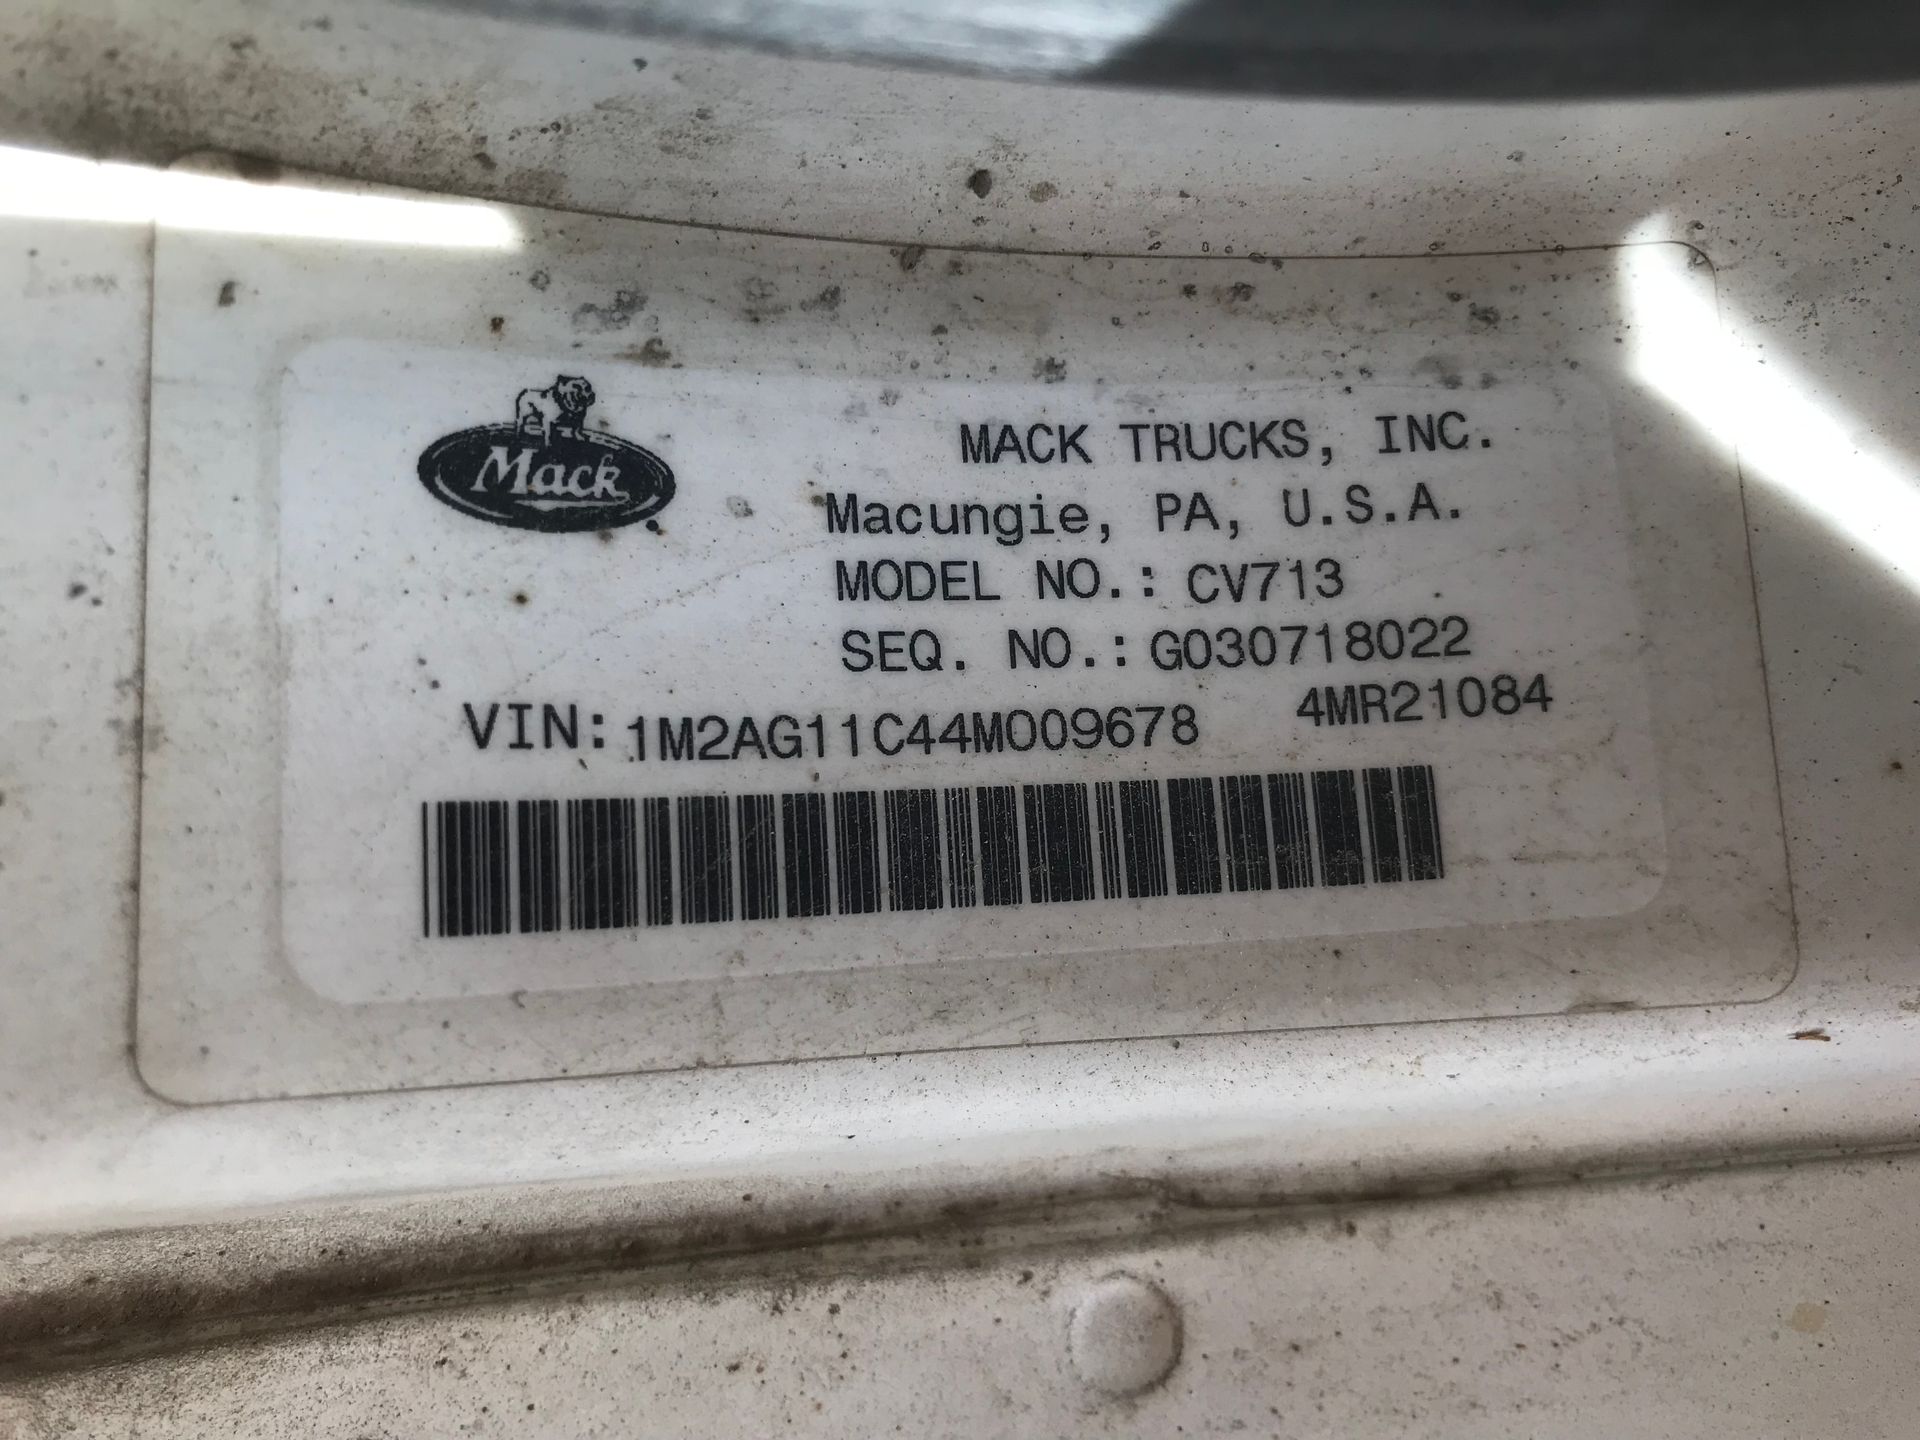 Mack
MACK TRUCKS, INC.
Macungie, PA, U.S.A.
MODEL NO.: CV713
SEQ. NO.: G030718022
VIN: 1M2AG11C44M009678 4MR21084